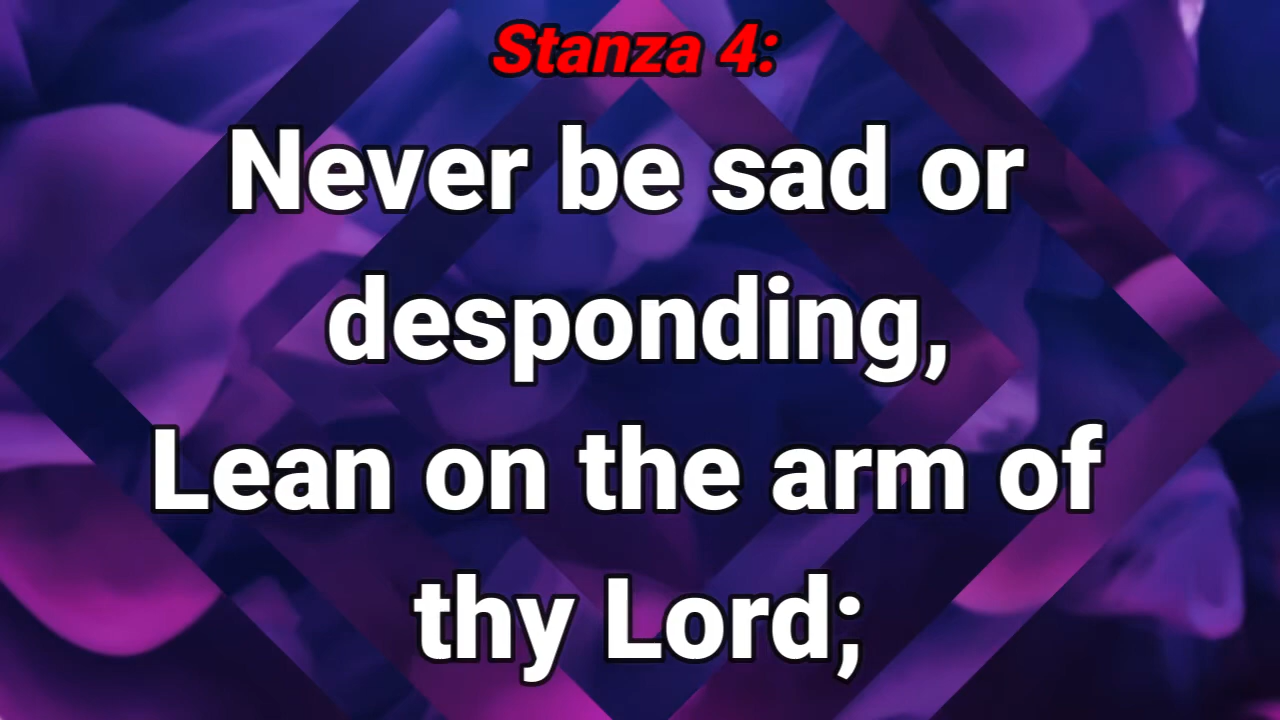 Stanza 4:
Never be sad or
desponding,
Lean on the arm of
thy Lord;